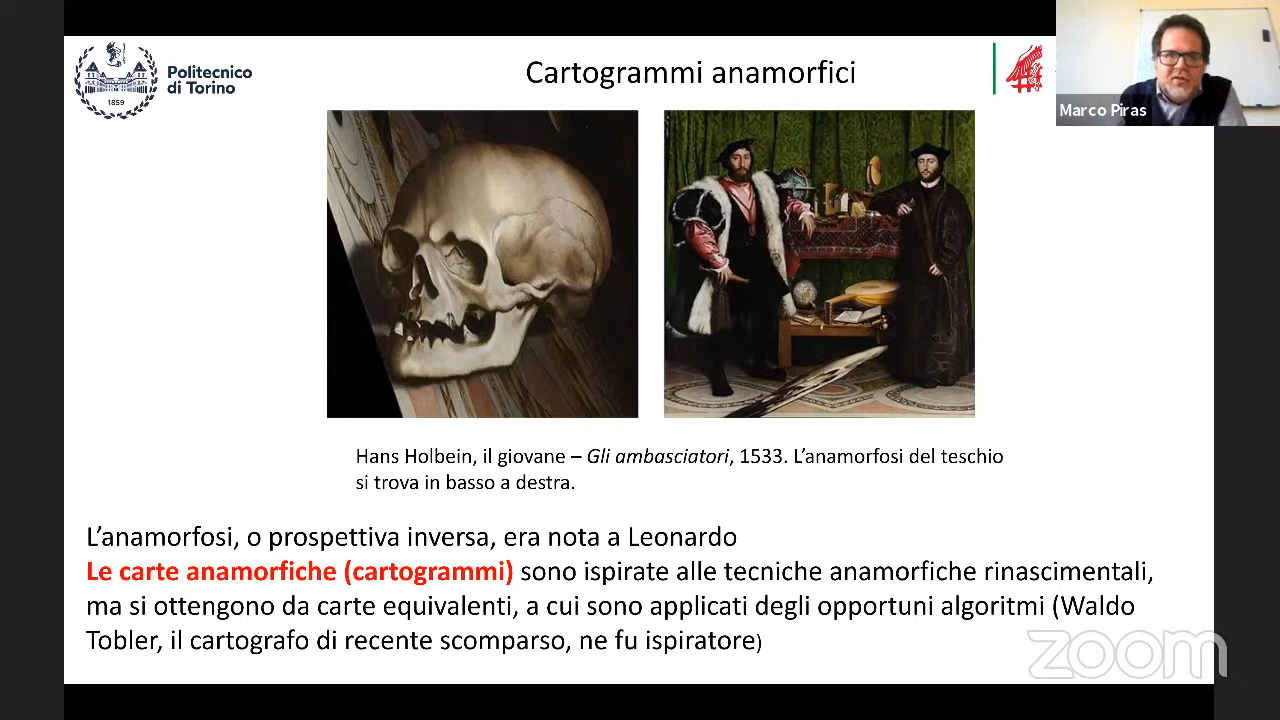 Politecnico
di Torino
1859
Cartogrammi anamorfici
Marco Piras
Hans Holbein, il giovane – Gli ambasciatori, 1533. L’anamorfosi del teschio
si trova in basso a destra.
L’anamorfosi, o prospettiva inversa, era nota a Leonardo
Le carte anamorfiche (cartogrammi) sono ispirate alle tecniche anamorfiche rinascimentali,
ma si ottengono da carte equivalenti, a cui sono applicati degli opportuni algoritmi (Waldo
Tobler, il cartografo di recente scomparso, ne fu ispiratore)
zoom